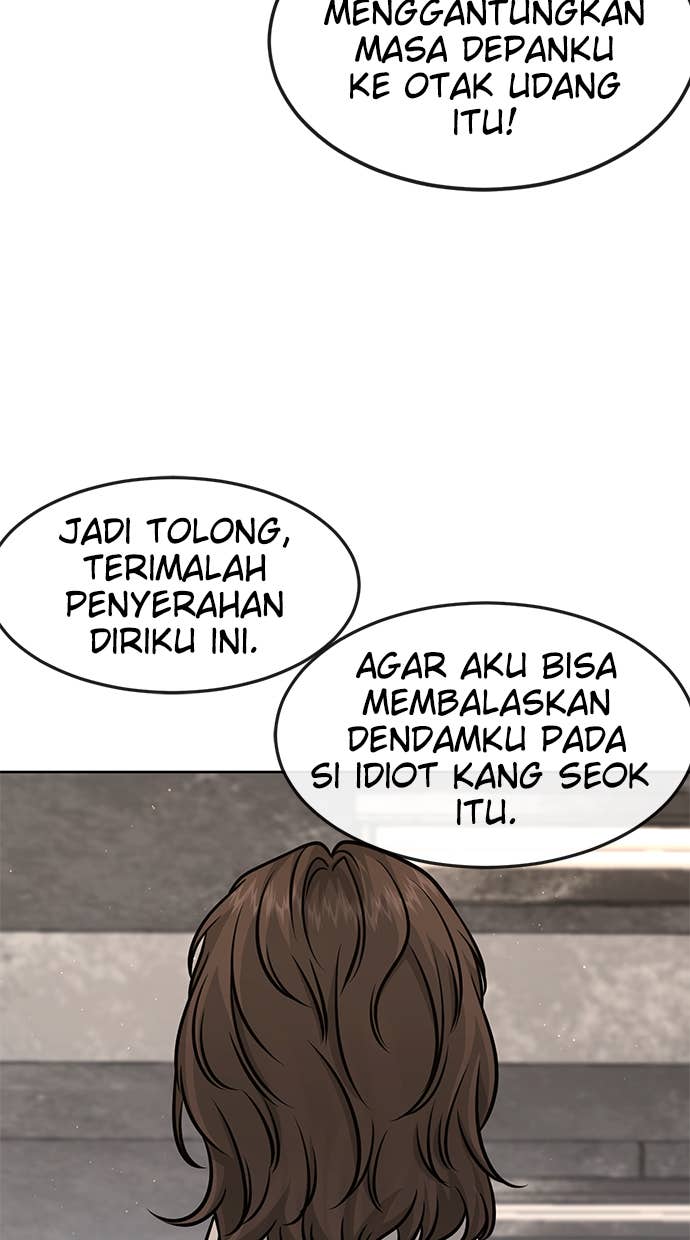 MENGGANTUNGKAN
MASA DEPANKU
KE OTAK UDANG
ITU!
JADI TOLONG,
TERIMALAH
PENYERAHAN
DIRIKU INI.
AGAR AKU BISA
MEMBALASKAN
DENDAMKU PADA
SI IDIOT KANG SEOK
ITU.